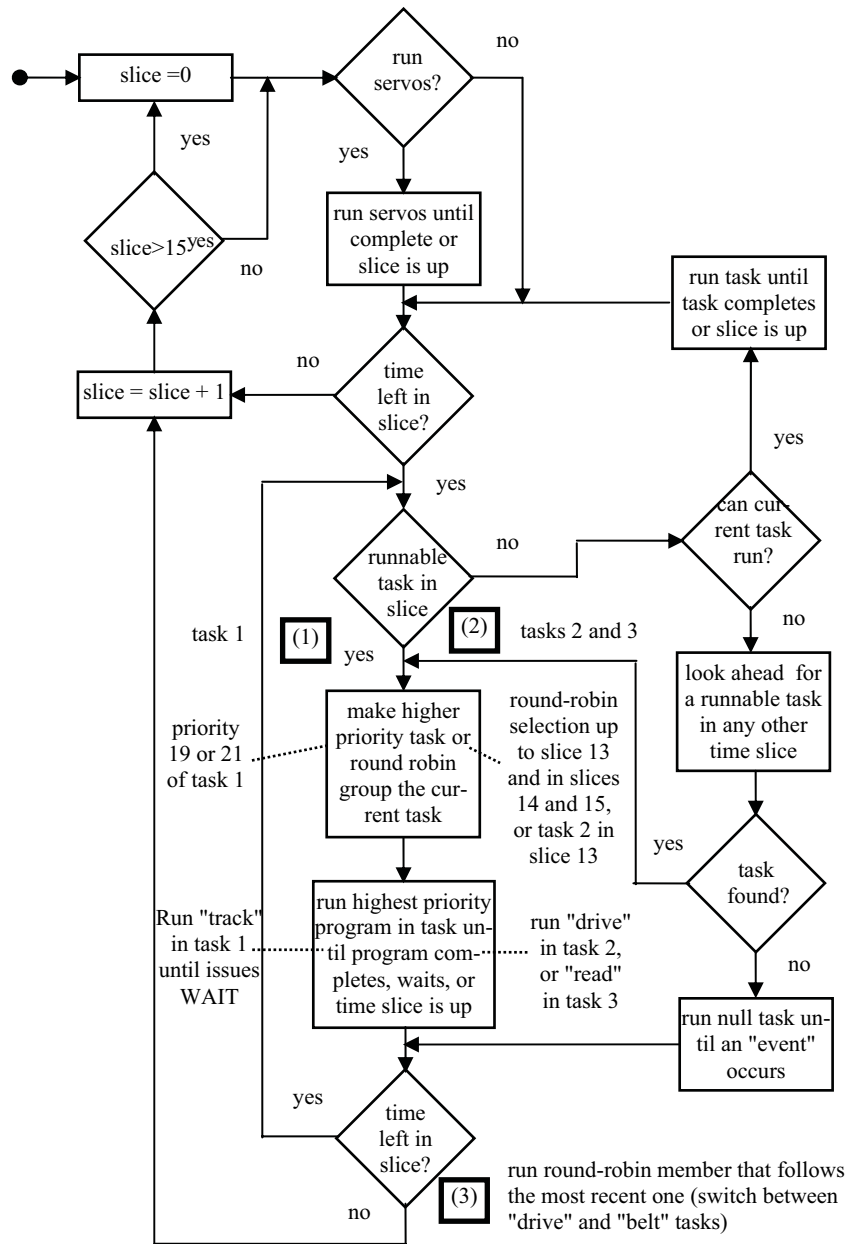 slice =0
run
servos?
no
yes
yes
run servos until
complete or
slice is up
slice>15
yes
no
run task until
task completes
or slice is up
no
time
left in
slice?
slice = slice + 1
yes
yes
can cur-
rent task
run?
runnable
task in
slice
no
no
task 1
(1)
(2)
tasks 2 and 3
yes
look ahead for
a runnable task
in any other
time slice
priority
19 or 21
of task 1
make higher
priority task or
round robin
group the cur-
rent task
round-robin
selection up
to slice 13
and in slices
14 and 15,
or task 2 in
slice 13
yes
task
found?
Run "track"
in task 1
until issues
WAIT
run highest priority
program in task un-
til program com-
pletes, waits, or
time slice is up
run "drive"
in task 2,
or "read"
in task 3
no
run null task un-
til an "event"
occurs
yes
time
left in
slice?
no
(3)
run round-robin member that follows
the most recent one (switch between
"drive" and "belt" tasks)